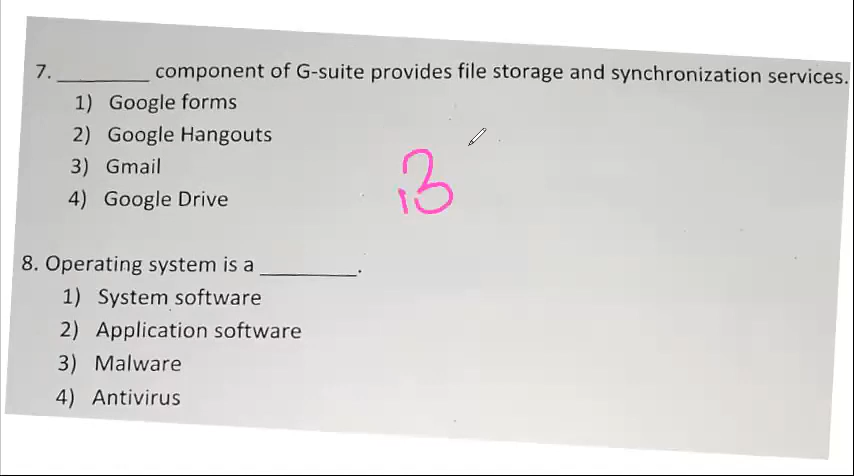 7. ________ component of G-suite provides file storage and synchronization services.
1) Google forms
2) Google Hangouts
3) Gmail
4) Google Drive
8. Operating system is a ________.
1) System software
2) Application software
3) Malware
4) Antivirus